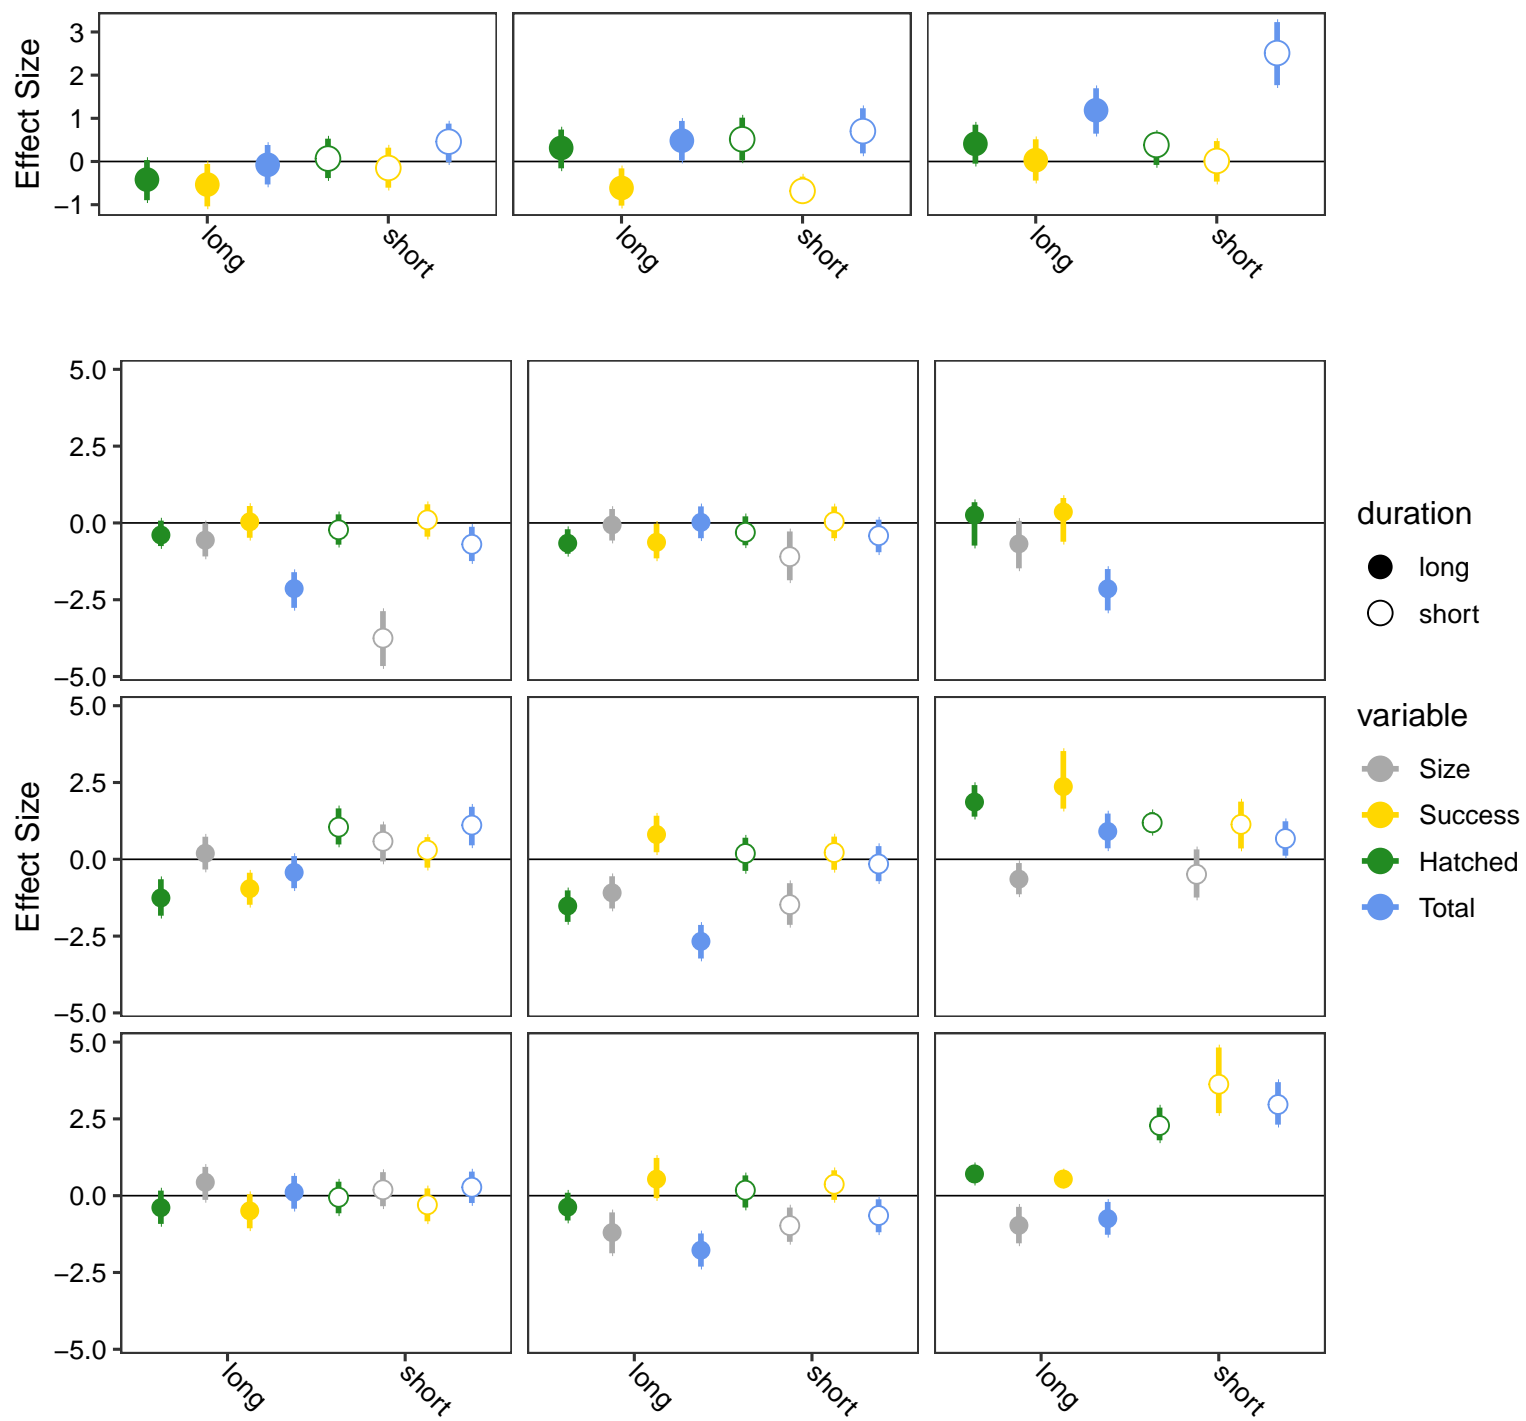 Effect Size
3
2
1
0
−1
long short long short long short
5.0
2.5
0.0
−2.5
−5.0
Effect Size
5.0
2.5
0.0
−2.5
−5.0
5.0
2.5
0.0
−2.5
−5.0
long short long short long short
duration
long
short
variable
Size
Success
Hatched
Total